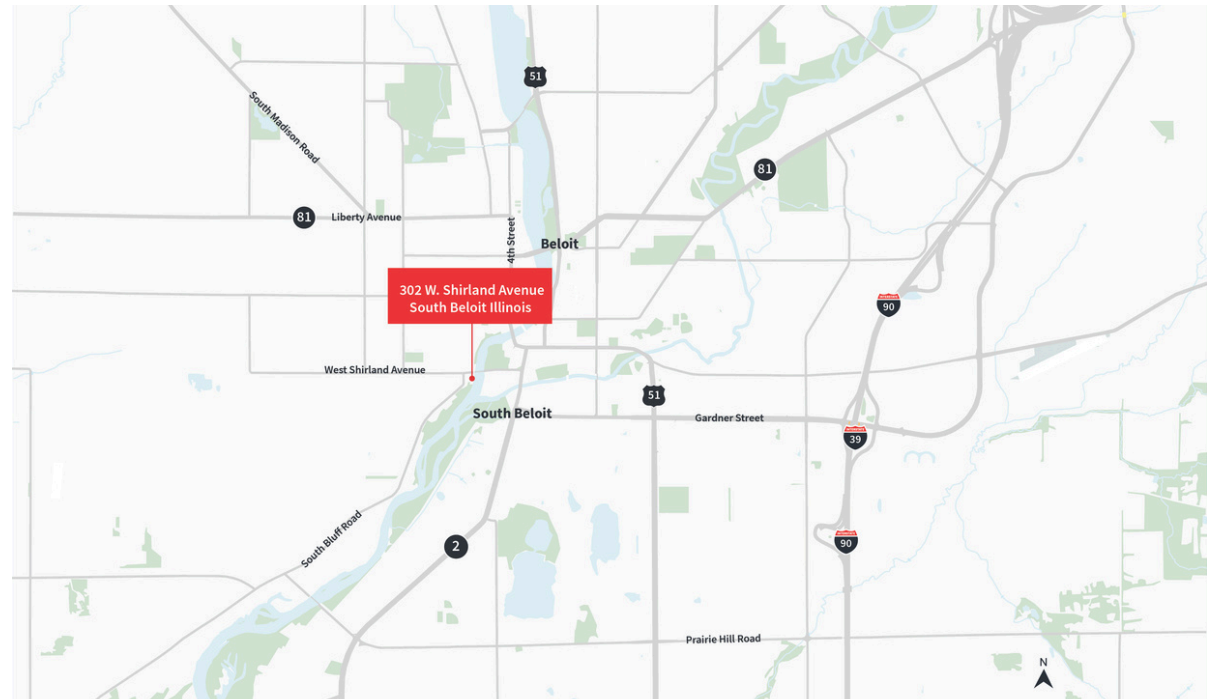 51
South Madison Road
81
81
Liberty Avenue
4th Street
Beloit
302 W. Shirland Avenue
South Beloit Illinois
90
West Shirland Avenue
51
South Beloit
Gardner Street
39
South Bluff Road
2
90
Prairie Hill Road
N